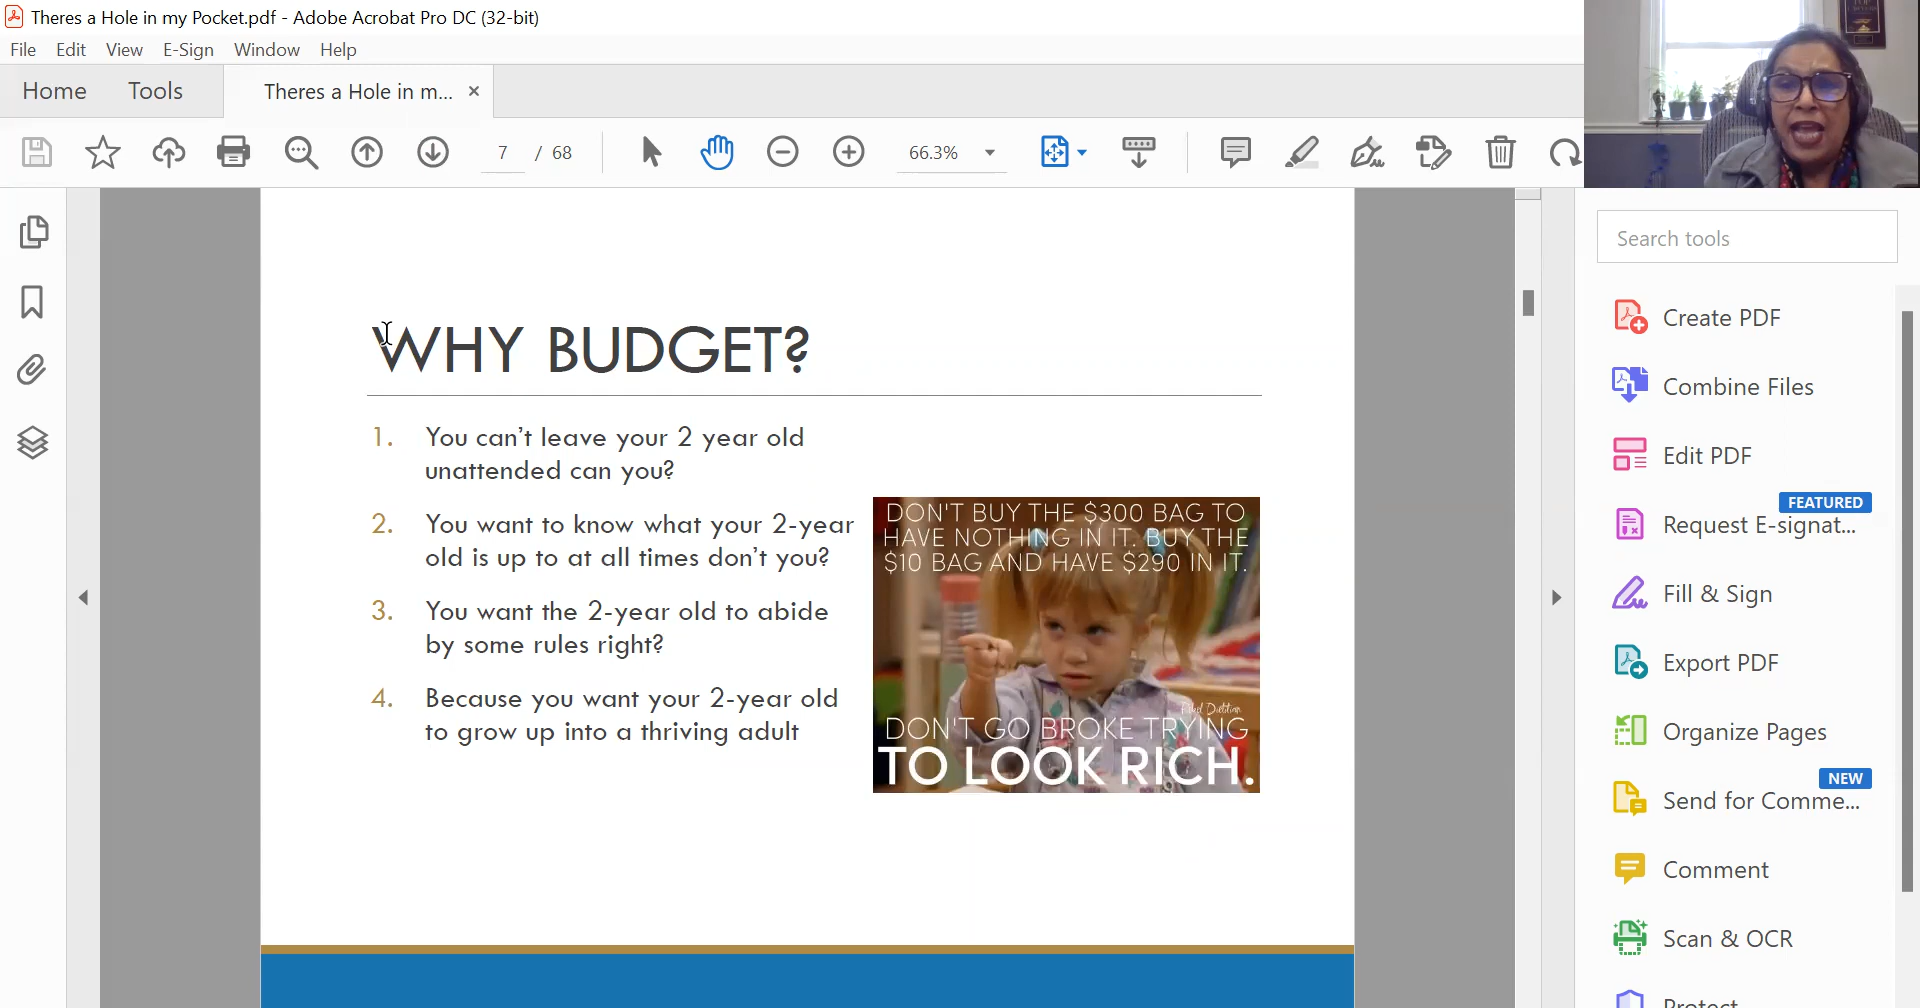 Theres a Hole in my Pocket.pdf - Adobe Acrobat Pro DC (32-bit)
File Edit View E-Sign Window Help
Home Tools Theres a Hole in m... ×
7 / 68 66.3%
Search tools
WHY BUDGET?
1. You can't leave your 2 year old
unattended can you?
2. You want to know what your 2-year
old is up to at all times don't you?
3. You want the 2-year old to abide
by some rules right?
4. Because you want your 2-year old
to grow up into a thriving adult
DON'T BUY THE $300 BAG TO
HAVE NOTHING IN IT. BUY THE
$10 BAG AND HAVE $290 IN IT.
DON'T GO BROKE TRYING
TO LOOK RICH.
Create PDF
Combine Files
Edit PDF
FEATURED
Request E-signat...
Fill & Sign
Export PDF
Organize Pages
NEW
Send for Comme...
Comment
Scan & OCR
Protect